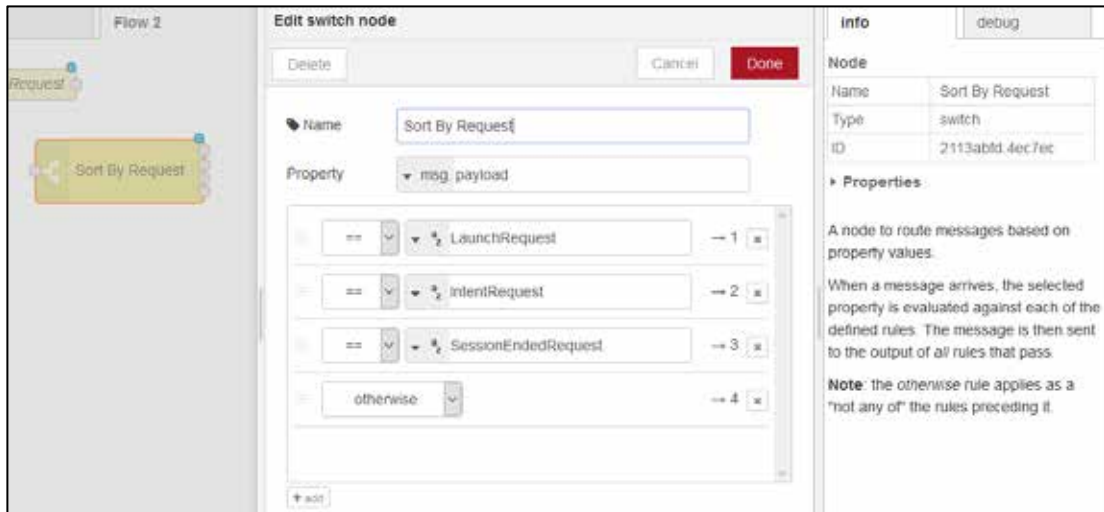 Flow 2
Request
Sort By Request
Edit switch node
Delete
Cancel
Done
Name
Sort By Request
Property
msg. payload
== LaunchRequest → 1
== IntentRequest → 2
== SessionEndedRequest → 3
otherwise → 4
+ add
info
debug
Node
Name Sort By Request
Type switch
ID
Properties
A node to route messages based on
property values.
When a message arrives, the selected
property is evaluated against each of the
defined rules. The message is then sent
to the output of all rules that pass.
Note: the otherwise rule applies as a
"not any of" the rules preceding it.